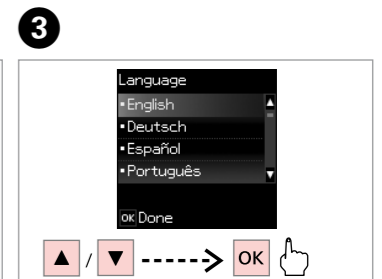 3
Language
▪English
▪Deutsch
▪Español
▪Português
OK Done
▲ / ▼ -----> OK